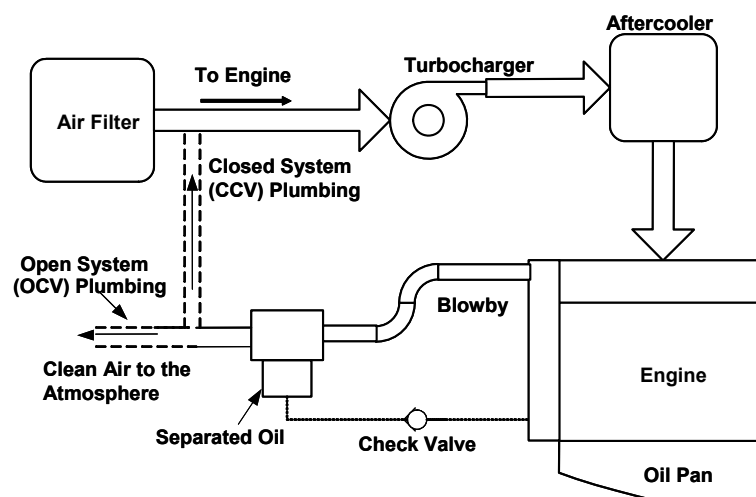 Aftercooler
To Engine
Turbocharger
Air Filter
Closed System
(CCV) Plumbing
Open System
(OCV) Plumbing
Blowby
Clean Air to the
Atmosphere
Engine
Separated Oil
Check Valve
Oil Pan